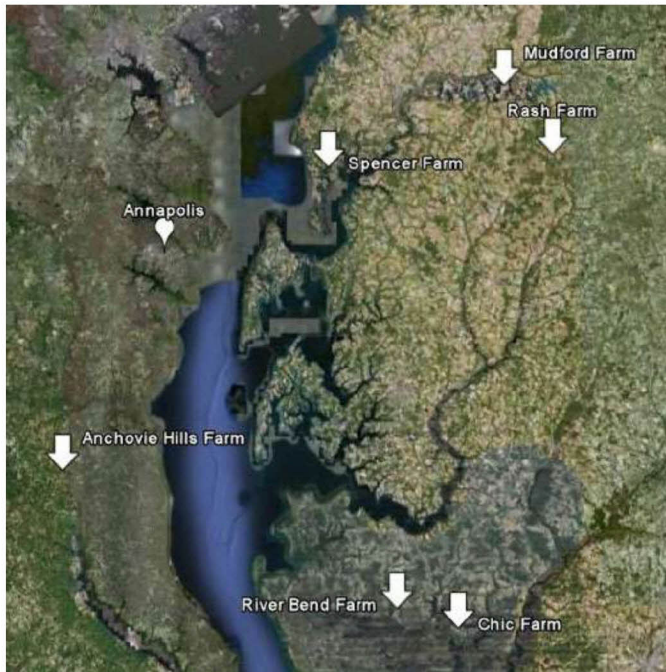 Mudford Farm
Rash Farm
Spencer Farm
Annapolis
Anchovie Hills Farm
River Bend Farm
Chic Farm